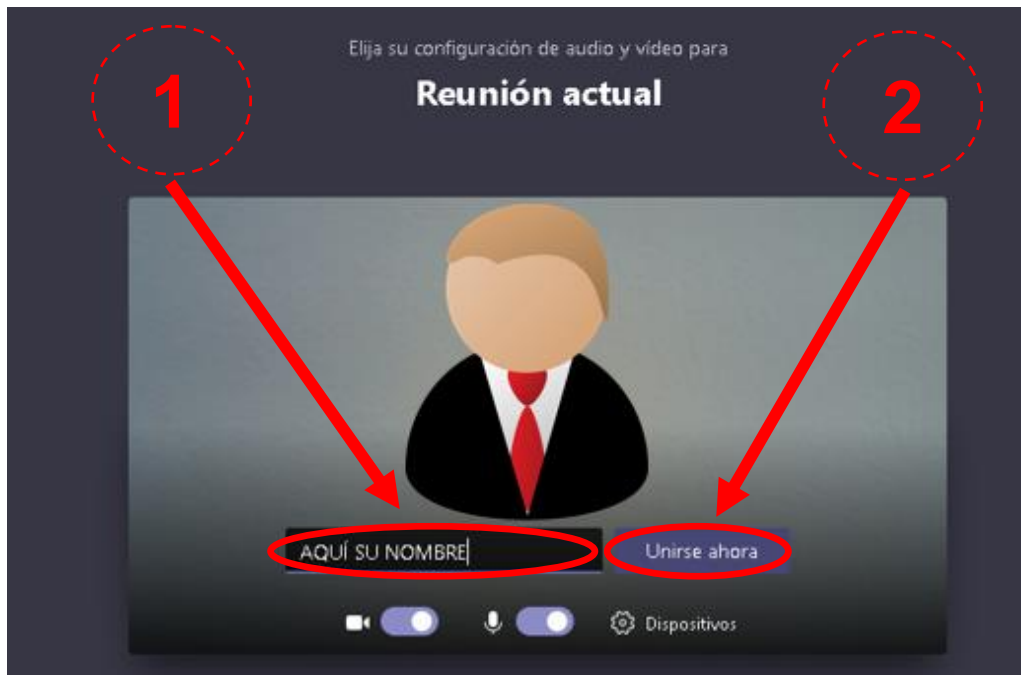 Elija su configuración de audio y vídeo para
Reunión actual
1
2
AQUÍ SU NOMBRE
Unirse ahora
Dispositivos